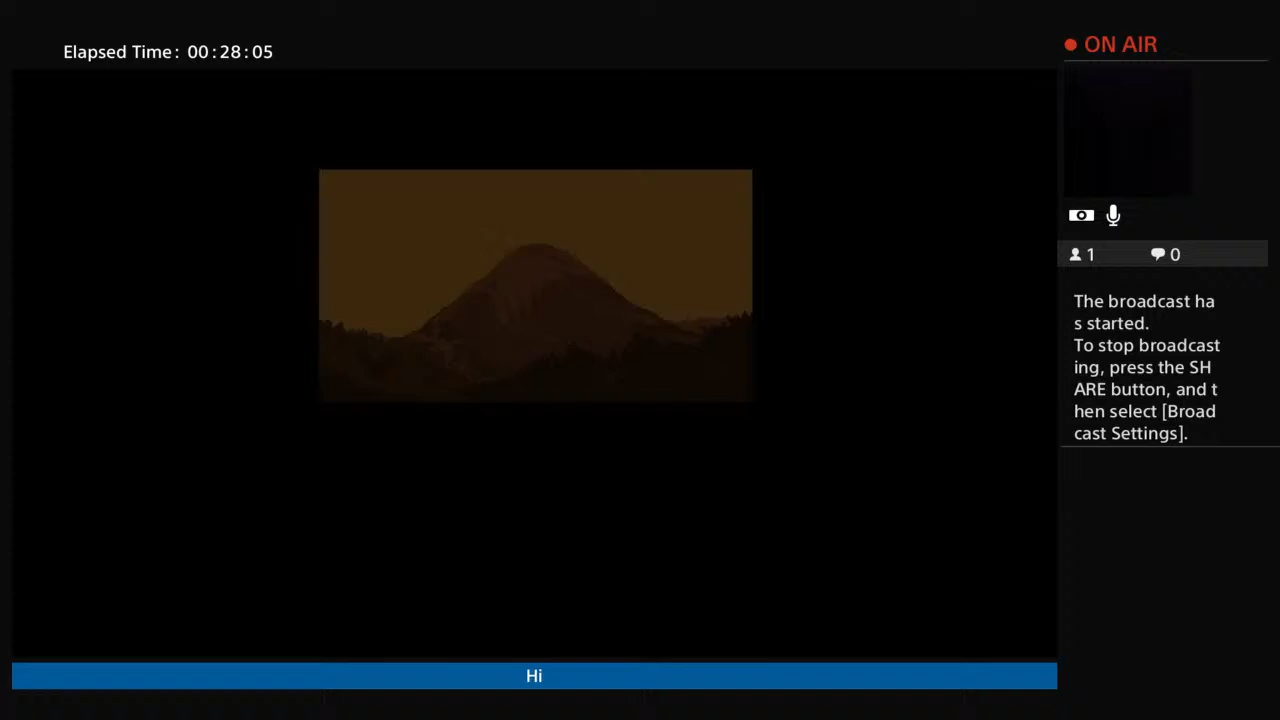 Elapsed Time: 00:28:05
ON AIR
1 0
The broadcast ha
s started.
To stop broadcast
ing, press the SH
ARE button, and t
hen select [Broad
cast Settings].
Hi